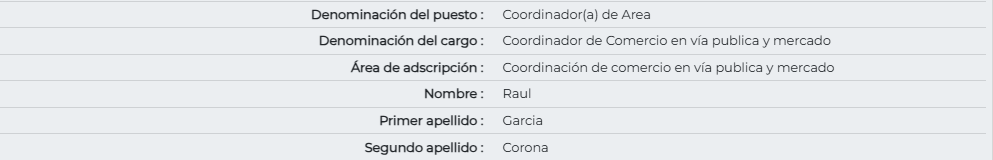 Denominación del puesto : Coordinador(a) de Area
Denominación del cargo : Coordinador de Comercio en vía publica y mercado
Área de adscripción : Coordinación de comercio en vía publica y mercado
Nombre : Raul
Primer apellido : Garcia
Segundo apellido : Corona